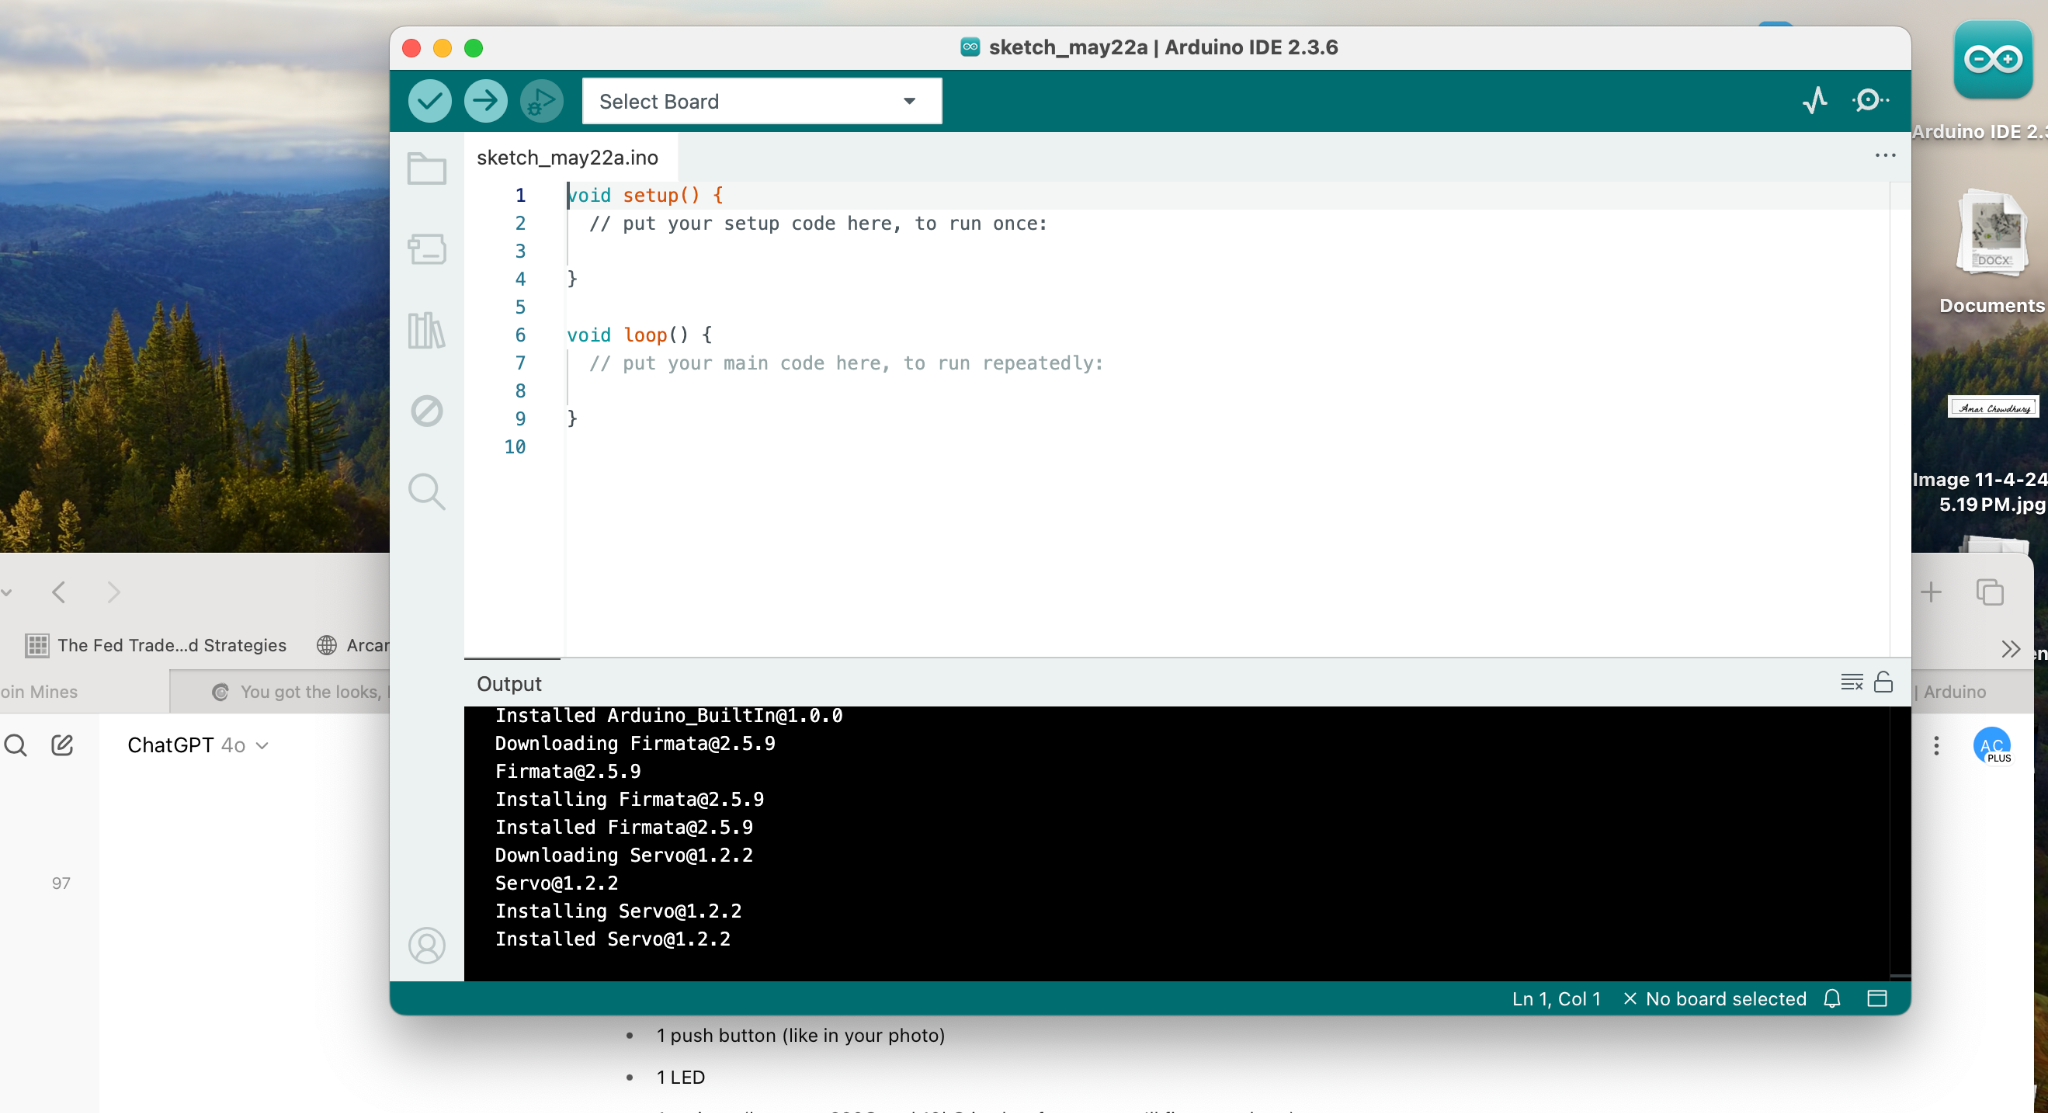 sketch_may22a | Arduino IDE 2.3.6
Select Board
Arduino IDE 2.3
sketch_may22a.ino
1 void setup() {
2 // put your setup code here, to run once:
3
4 }
5
6 void loop() {
7 // put your main code here, to run repeatedly:
8
9 }
10
DOCX
Documents
Amar Chowdhury
Image 11-4-24
5.19 PM.jpg
The Fed Trade...d Strategies
Arcar
en
oin Mines
You got the looks,
| Arduino
Output
Installed Arduino_BuiltIn@1.0.0
Downloading Firmata@2.5.9
Firmata@2.5.9
Installing Firmata@2.5.9
Installed Firmata@2.5.9
Downloading Servo@1.2.2
Servo@1.2.2
Installing Servo@1.2.2
Installed Servo@1.2.2
ChatGPT 4o
AC
PLUS
97
Ln 1, Col 1 × No board selected
• 1 push button (like in your photo)
• 1 LED